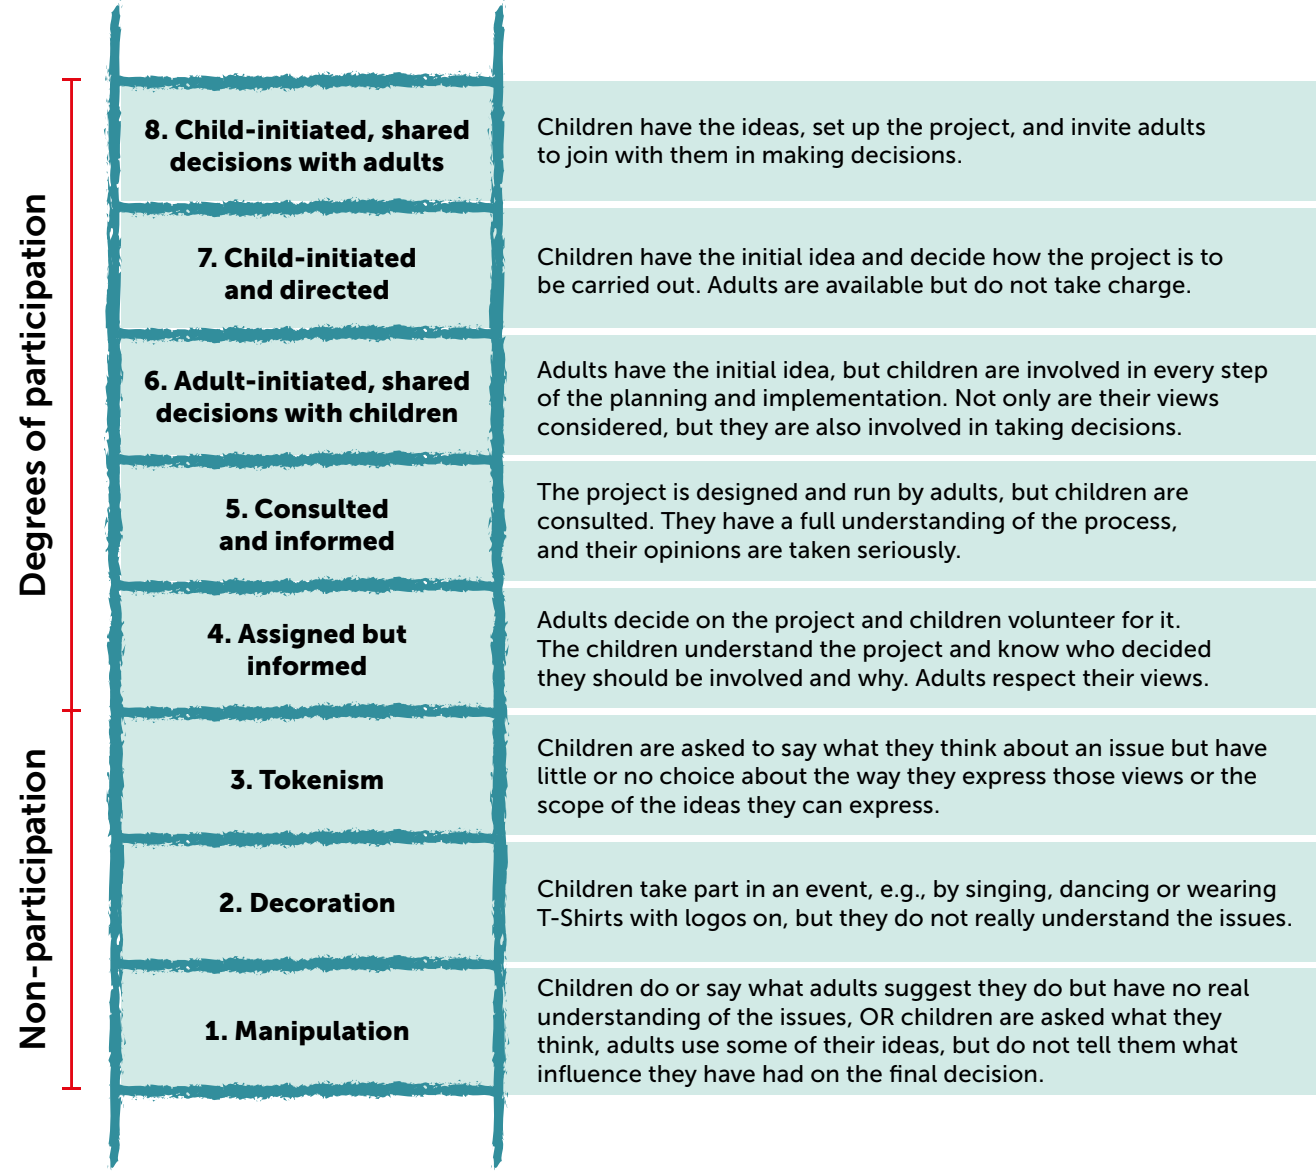 Degrees of participation
8. Child-initiated, shared
decisions with adults
Children have the ideas, set up the project, and invite adults
to join with them in making decisions.
7. Child-initiated
and directed
Children have the initial idea and decide how the project is to
be carried out. Adults are available but do not take charge.
6. Adult-initiated, shared
decisions with children
Adults have the initial idea, but children are involved in every step
of the planning and implementation. Not only are their views
considered, but they are also involved in taking decisions.
5. Consulted
and informed
The project is designed and run by adults, but children are
consulted. They have a full understanding of the process,
and their opinions are taken seriously.
4. Assigned but
informed
Adults decide on the project and children volunteer for it.
The children understand the project and know who decided
they should be involved and why. Adults respect their views.
Non-participation
3. Tokenism
Children are asked to say what they think about an issue but have
little or no choice about the way they express those views or the
scope of the ideas they can express.
2. Decoration
Children take part in an event, e.g., by singing, dancing or wearing
T-Shirts with logos on, but they do not really understand the issues.
1. Manipulation
Children do or say what adults suggest they do but have no real
understanding of the issues, OR children are asked what they
think, adults use some of their ideas, but do not tell them what
influence they have had on the final decision.